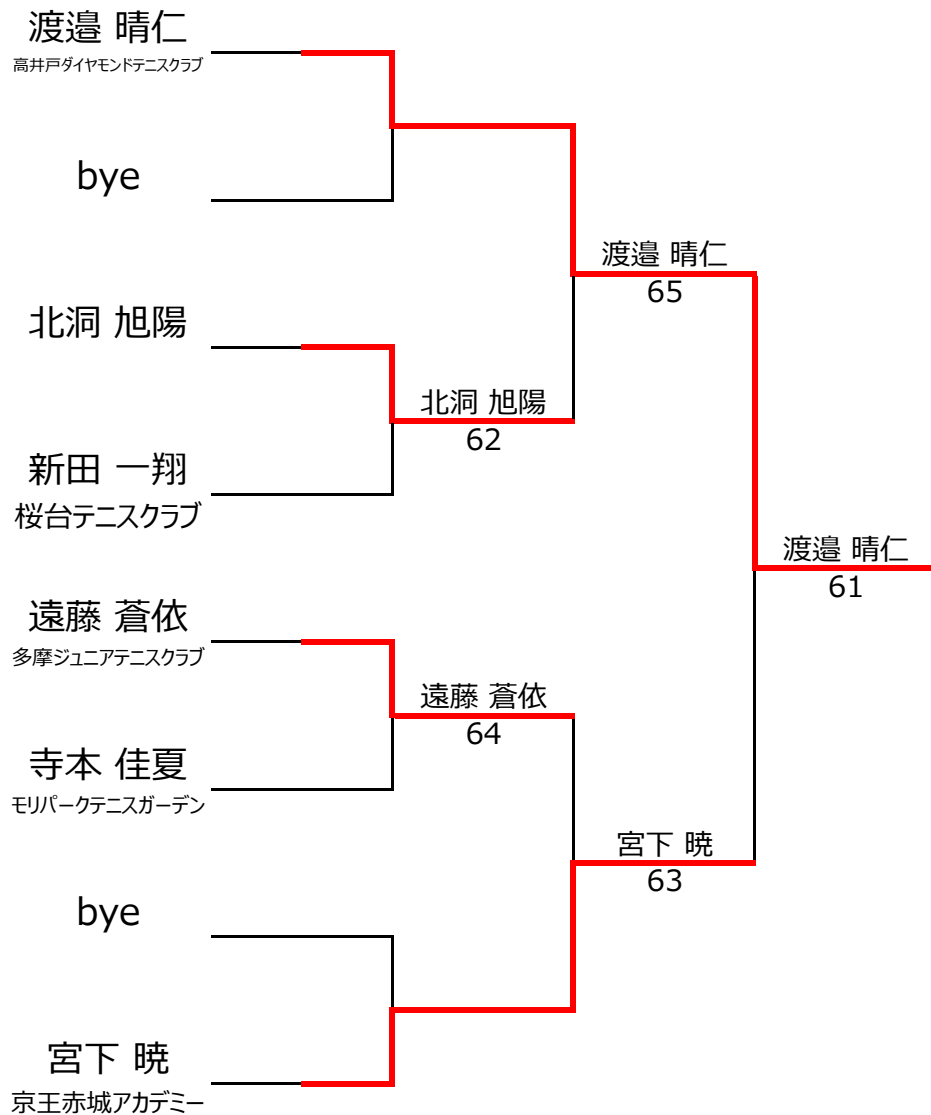 渡邉 晴仁
高井戸ダイヤモンドテニスクラブ
bye
北洞 旭陽
新田 一翔
桜台テニスクラブ
遠藤 蒼依
多摩ジュニアテニスクラブ
寺本 佳夏
モリパークテニスガーデン
bye
宮下 暁
京王赤城アカデミー
北洞 旭陽
62
遠藤 蒼依
64
渡邉 晴仁
65
宮下 暁
63
渡邉 晴仁
61